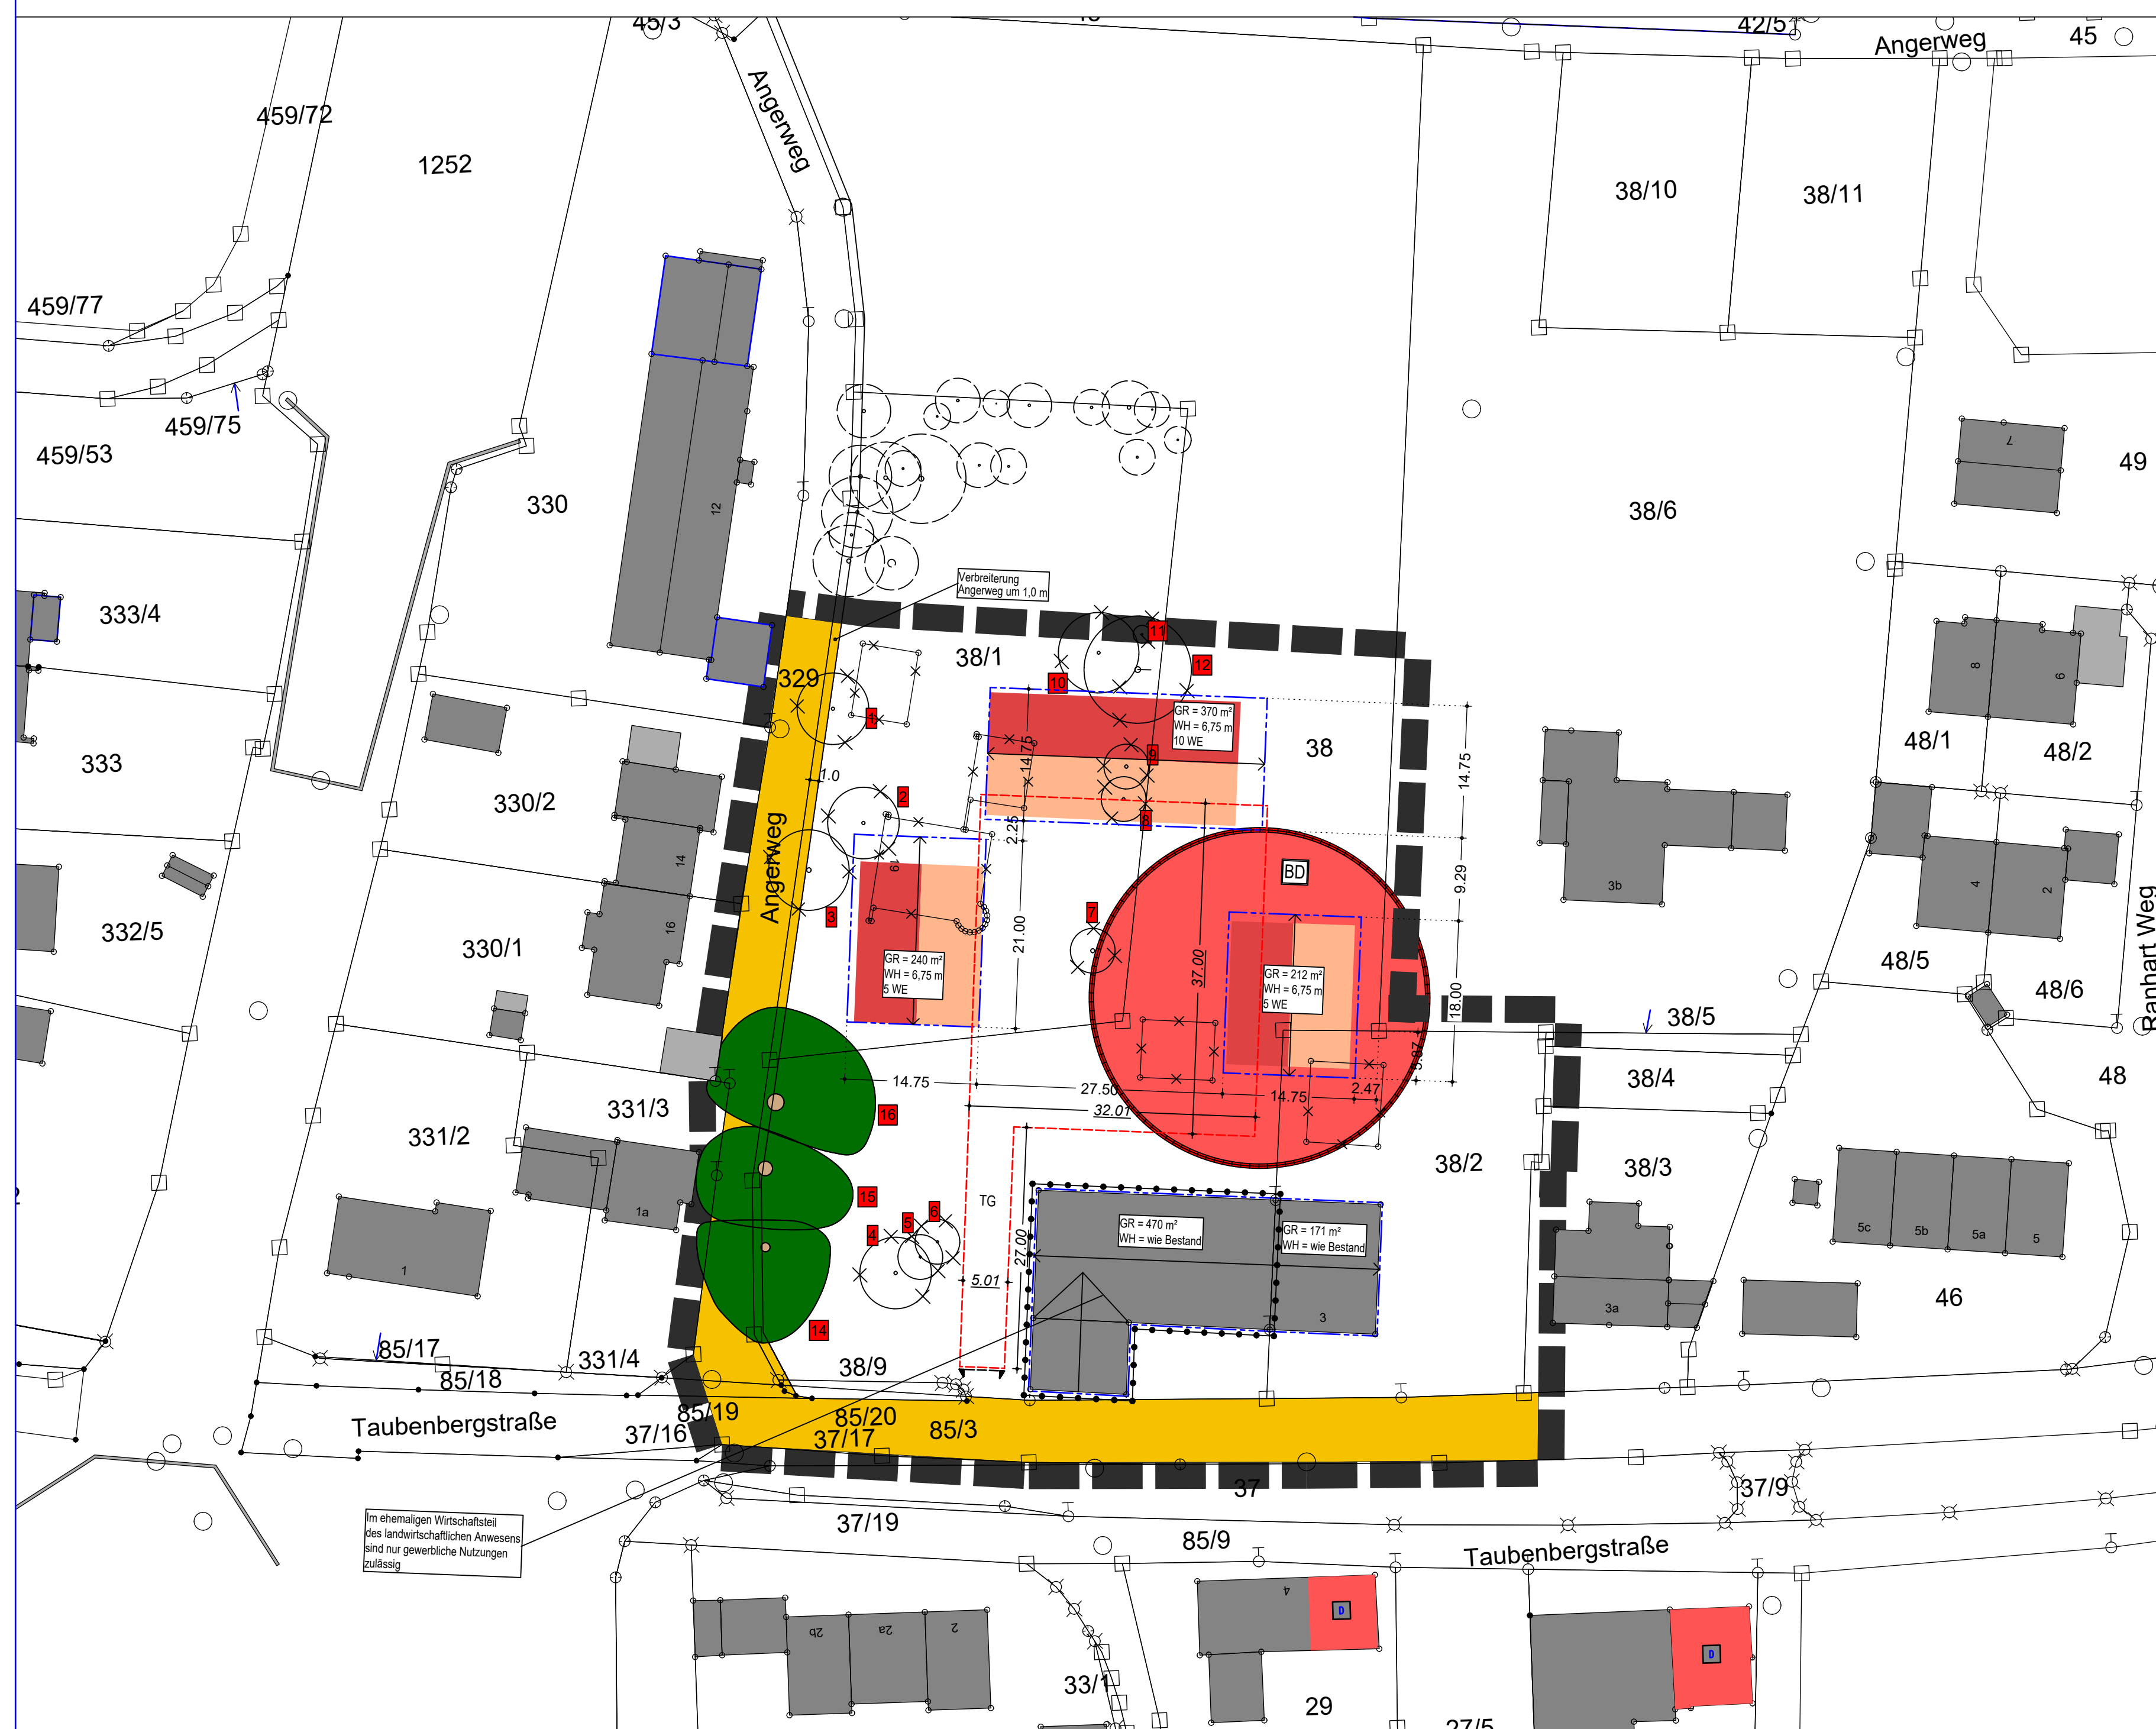 45/3
42/5
Angerweg
45
Angerweg
459/72
1252
38/10
38/11
459/77
459/75
459/53
330
12
7
49
38/6
Verbreiterung
Angerweg um 1,0 m
333/4
38/1
11
12
10
329
8
6
1
GR = 370 m²
WH = 6,75 m
10 WE
38
48/1
48/2
333
330/2
14
1.0
2
9
8
14.75
14.75
2.25
19
BD
3b
4
2
9.29
332/5
330/1
16
Angerweg
3
7
21.00
37.00
GR = 240 m²
WH = 6,75 m
5 WE
GR = 212 m²
WH = 6,75 m
5 WE
18.00
48/5
48/6
Ranhart Weg
38/5
48
14.75
27.50
14.75
2.47
32.01
38/4
331/3
331/2
16
38/2
38/3
15
TG
1a
1
6
5
4
27.00
5.01
GR = 470 m²
WH = wie Bestand
GR = 171 m²
WH = wie Bestand
3
3a
5c
5b
5a
5
46
14
85/17
331/4
38/9
85/18
85/19
85/20
85/3
Taubenbergstraße
37/16
37/17
37
37/9
37/19
85/9
Taubenbergstraße
Im ehemaligen Wirtschaftsteil
des landwirtschaftlichen Anwesens
sind nur gewerbliche Nutzungen
zulässig
2b
2a
2
4
D
D
33/1
29
27/5